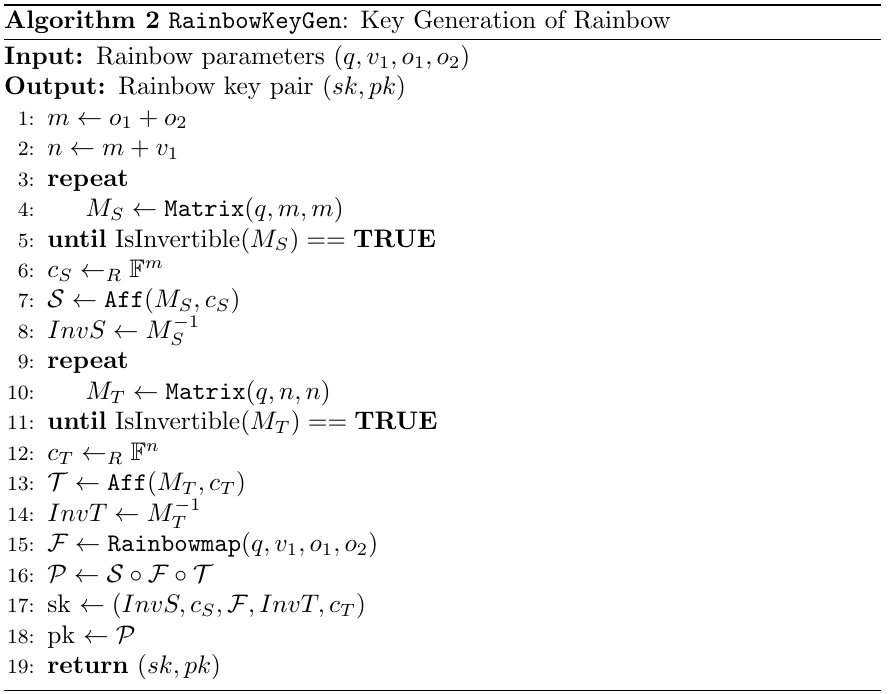 Algorithm 2 RainbowKeyGen: Key Generation of Rainbow
Input: Rainbow parameters (q, v₁, o₁, o₂)
Output: Rainbow key pair (sk, pk)
1: m ← o₁ + o₂
2: n ← m + v₁
3: repeat
4: M_S ← Matrix(q, m, m)
5: until IsInvertible(M_S) == TRUE
6: c_S ←_R 𝔽^m
7: 𝒮 ← Aff(M_S, c_S)
8: InvS ← M_S^{−1}
9: repeat
10: M_T ← Matrix(q, n, n)
11: until IsInvertible(M_T) == TRUE
12: c_T ←_R 𝔽^n
13: 𝒯 ← Aff(M_T, c_T)
14: InvT ← M_T^{−1}
15: ℱ ← Rainbowmap(q, v₁, o₁, o₂)
16: 𝒫 ← 𝒮 ∘ ℱ ∘ 𝒯
17: sk ← (InvS, c_S, ℱ, InvT, c_T)
18: pk ← 𝒫
19: return (sk, pk)